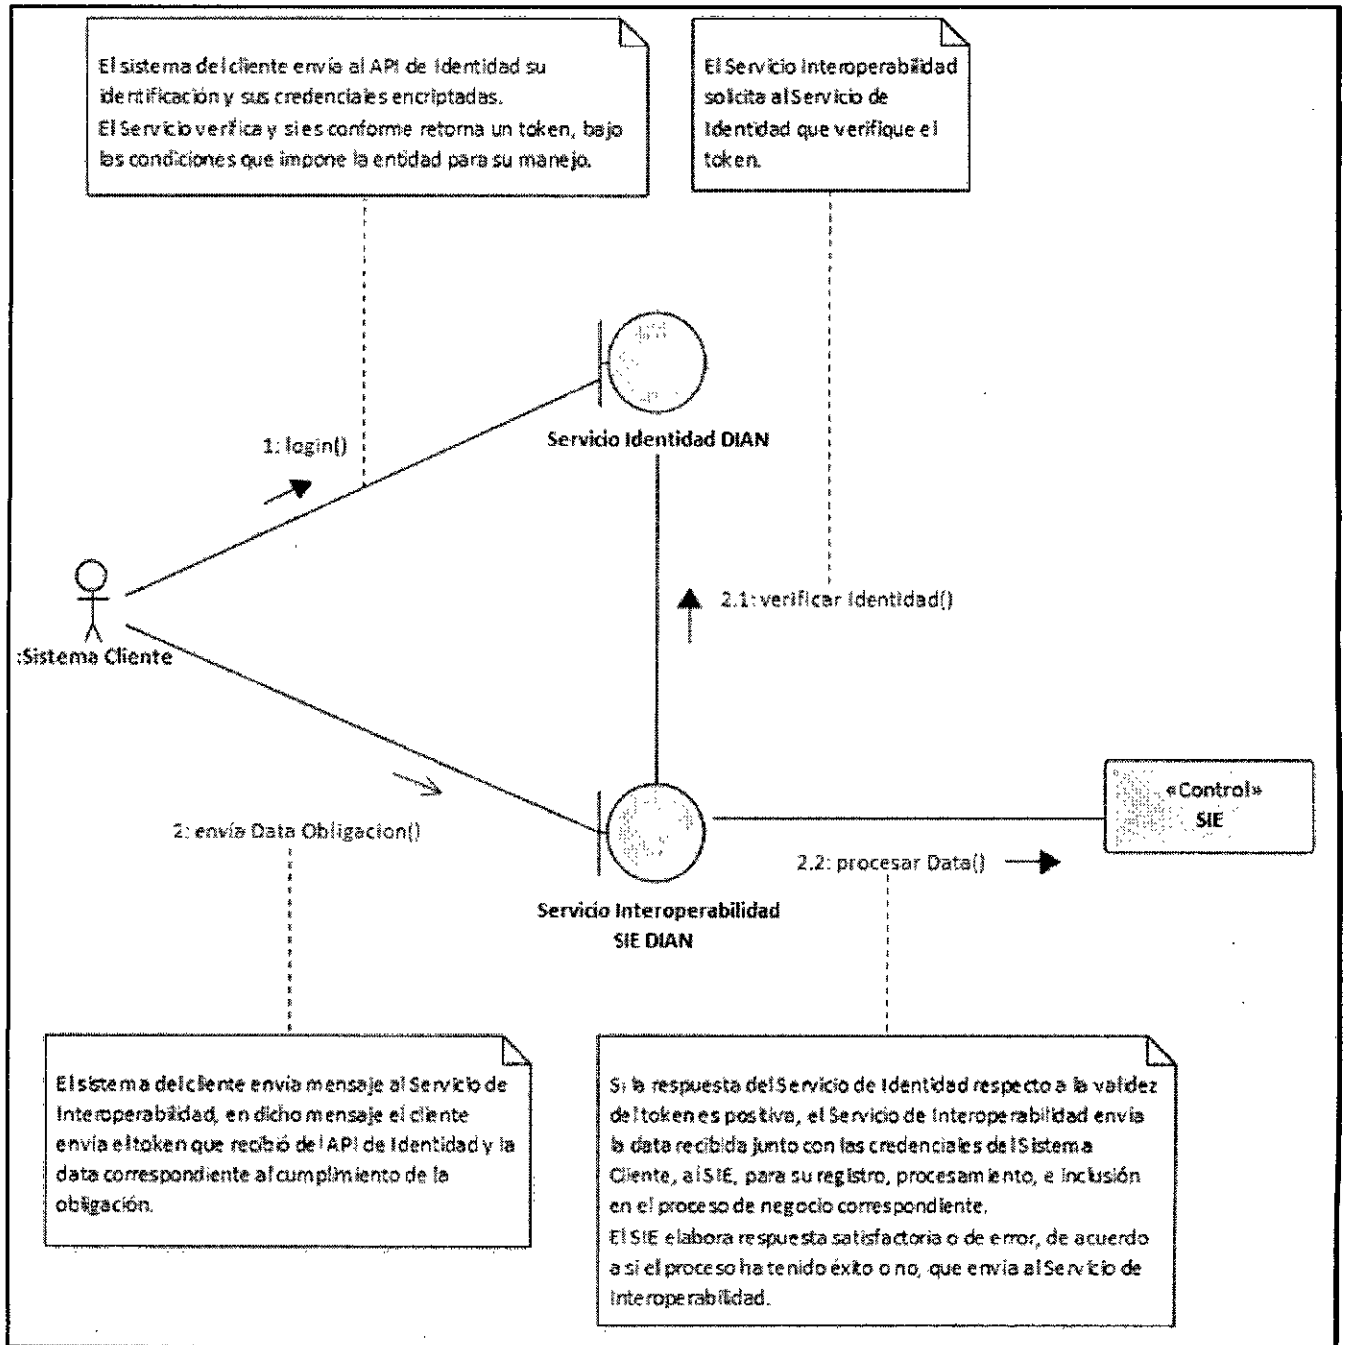 El sistema del cliente envía al API de Identidad su
identificación y sus credenciales encriptadas.
El Servicio verifica y si es conforme retorna un token, bajo
las condiciones que impone la entidad para su manejo.
El Servicio Interoperabilidad
solicita al Servicio de
Identidad que verifique el
token.
1: login()
Servicio Identidad DIAN
2.1: verificar Identidad()
:Sistema Cliente
2: envía Data Obligacion()
«Control»
SIE
2.2: procesar Data()
Servicio Interoperabilidad
SIE DIAN
El sistema del cliente envía mensaje al Servicio de
Interoperabilidad, en dicho mensaje el cliente
envía el token que recibió del API de Identidad y la
data correspondiente al cumplimiento de la
obligación.
Si la respuesta del Servicio de Identidad respecto a la validez
del token es positiva, el Servicio de Interoperabilidad envía
la data recibida junto con las credenciales del Sistema
Cliente, al SIE, para su registro, procesamiento, e inclusión
en el proceso de negocio correspondiente.
El SIE elabora respuesta satisfactoria o de error, de acuerdo
a si el proceso ha tenido éxito o no, que envía al Servicio de
Interoperabilidad.